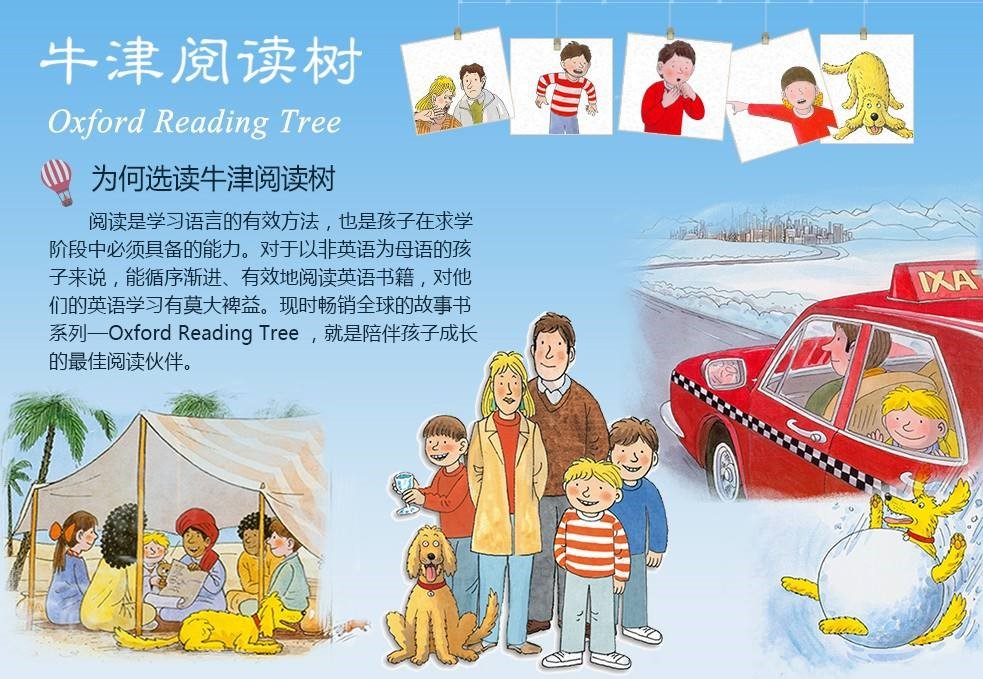 牛津阅读树
Oxford Reading Tree
为何选读牛津阅读树
阅读是学习语言的有效方法，也是孩子在求学
阶段中必须具备的能力。对于以非英语为母语的孩
子来说，能循序渐进、有效地阅读英语书籍，对他
们的英语学习有莫大裨益。现时畅销全球的故事书
系列—Oxford Reading Tree ，就是陪伴孩子成长
的最佳阅读伙伴。
TAXI